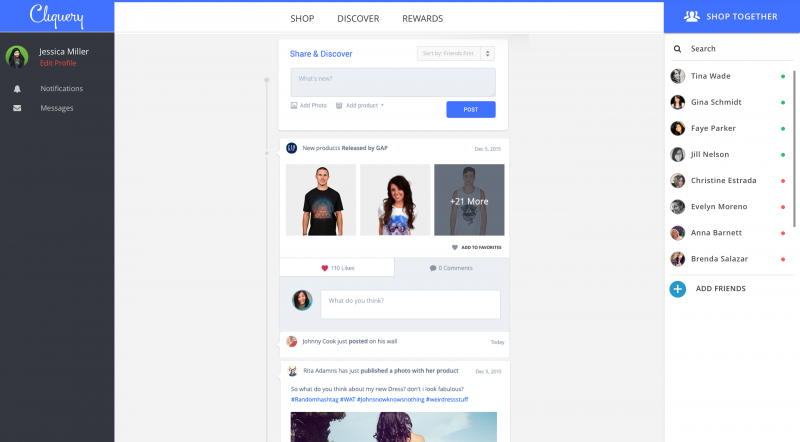 Cliquery
SHOP DISCOVER REWARDS
SHOP TOGETHER
Jessica Miller
Edit Profile
Notifications
Messages
Share & Discover
Sort by: Friends First
What's new?
Add Photo Add product
POST
GAP
New products Released by GAP
Dec 5, 2015
+21 More
ADD TO FAVORITES
110 Likes
0 Comments
What do you think?
Johnny Cook just posted on his wall
Today
Rita Adamns has just published a photo with her product
Dec 5, 2015
So what do you think about my new Dress? don't i look fabulous?
#Randomhashtag #WAT #Johnsnowknowsnothing #weirdressstuff
Search
Tina Wade
Gina Schmidt
Faye Parker
Jill Nelson
Christine Estrada
Evelyn Moreno
Anna Barnett
Brenda Salazar
ADD FRIENDS